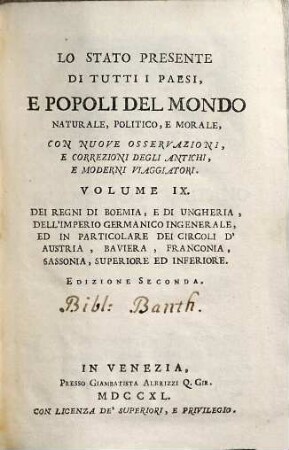 LO STATO PRESENTE
DI TUTTI I PAESI,
E POPOLI DEL MONDO
NATURALE, POLITICO, E MORALE,
CON NUOVE OSSERVAZIONI,
E CORREZIONI DEGLI ANTICHI,
E MODERNI VIAGGIATORI.
VOLUME IX.
DEI REGNI DI BOEMIA, E DI UNGHERIA,
DELL'IMPERIO GERMANICO INGENERALE,
ED IN PARTICOLARE DEI CIRCOLI D'
AUSTRIA, BAVIERA, FRANCONIA,
SASSONIA, SUPERIORE ED INFERIORE.
EDIZIONE SECONDA.
Bibl: Banth.
IN VENEZIA,
PRESSO GIAMBATISTA ALBRIZZI Q. GIR.
MDCCXL.
CON LICENZA DE' SUPERIORI, E PRIVILEGIO.